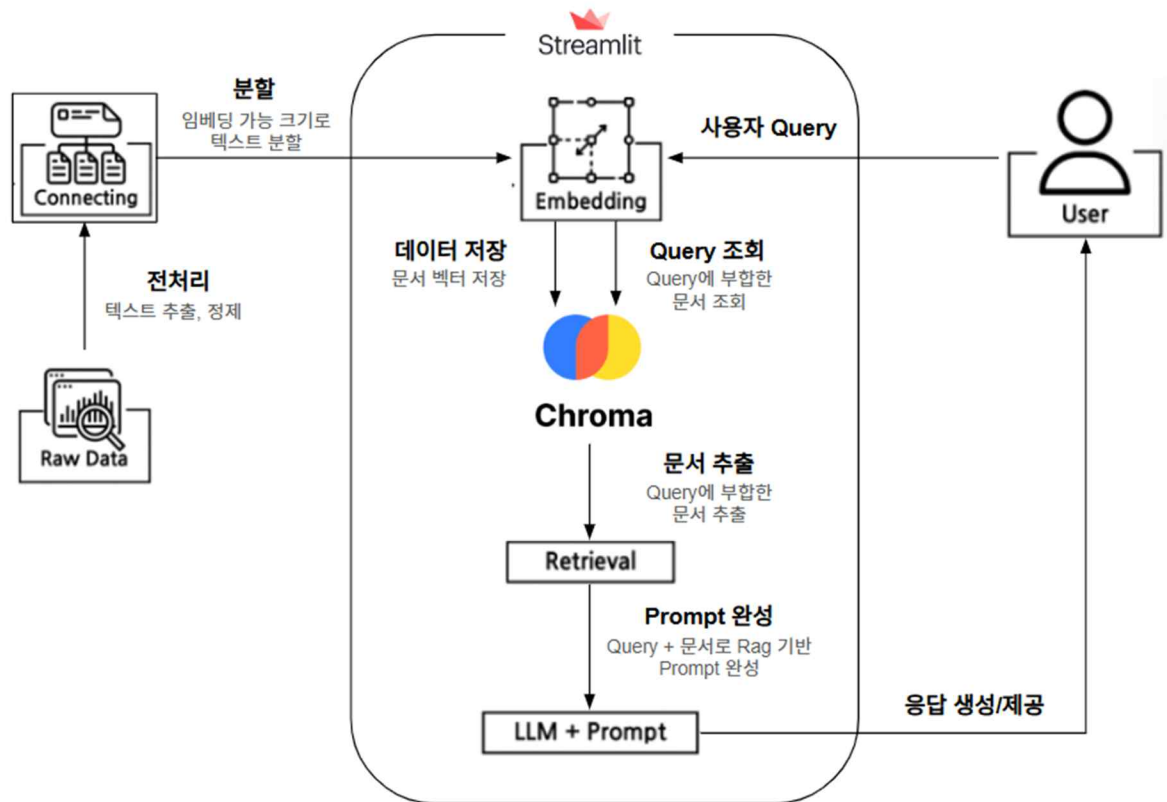 Streamlit
분할
임베딩 가능 크기로
텍스트 분할
Connecting
전처리
텍스트 추출, 정제
Raw Data
Embedding
사용자 Query
User
데이터 저장
문서 벡터 저장
Query 조회
Query에 부합한
문서 조회
Chroma
문서 추출
Query에 부합한
문서 추출
Retrieval
Prompt 완성
Query + 문서로 Rag 기반
Prompt 완성
LLM + Prompt
응답 생성/제공